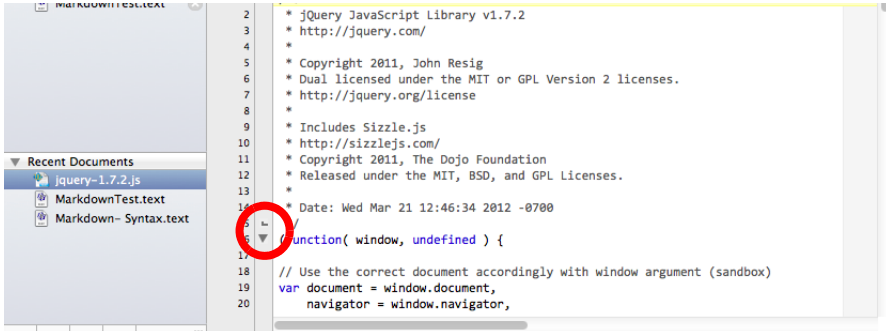 MarkdownTest.text
Recent Documents
jquery-1.7.2.js
MarkdownTest.text
Markdown- Syntax.text
2 * jQuery JavaScript Library v1.7.2
3 * http://jquery.com/
4 *
5 * Copyright 2011, John Resig
6 * Dual licensed under the MIT or GPL Version 2 licenses.
7 * http://jquery.org/license
8 *
9 * Includes Sizzle.js
10 * http://sizzlejs.com/
11 * Copyright 2011, The Dojo Foundation
12 * Released under the MIT, BSD, and GPL Licenses.
13 *
14 * Date: Wed Mar 21 12:46:34 2012 -0700
5 /
6 (unction( window, undefined ) {
17
18 // Use the correct document accordingly with window argument (sandbox)
19 var document = window.document,
20 navigator = window.navigator,